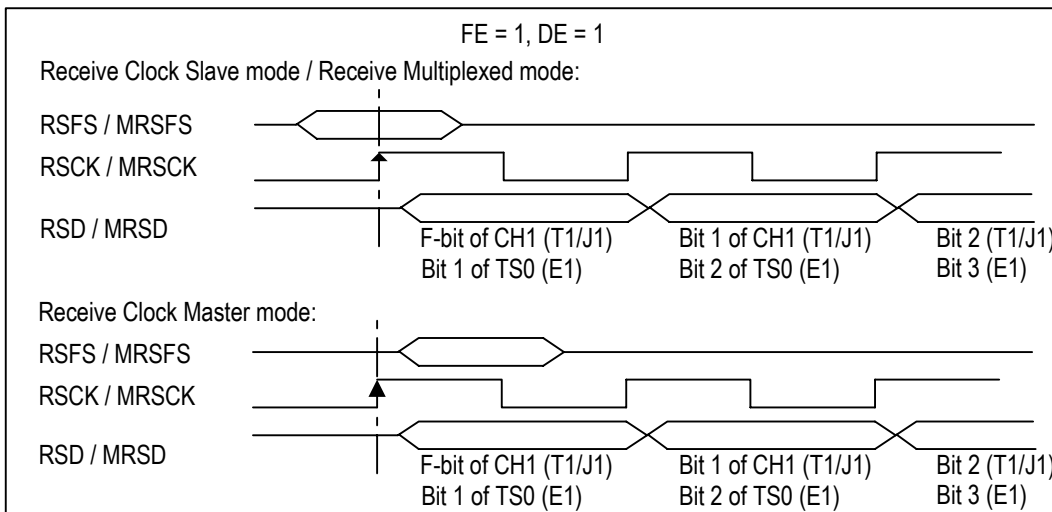 FE = 1, DE = 1
Receive Clock Slave mode / Receive Multiplexed mode:
RSFS / MRSFS
RSCK / MRSCK
RSD / MRSD
F-bit of CH1 (T1/J1) Bit 1 of CH1 (T1/J1) Bit 2 (T1/J1)
Bit 1 of TS0 (E1) Bit 2 of TS0 (E1) Bit 3 (E1)
Receive Clock Master mode:
RSFS / MRSFS
RSCK / MRSCK
RSD / MRSD
F-bit of CH1 (T1/J1) Bit 1 of CH1 (T1/J1) Bit 2 (T1/J1)
Bit 1 of TS0 (E1) Bit 2 of TS0 (E1) Bit 3 (E1)